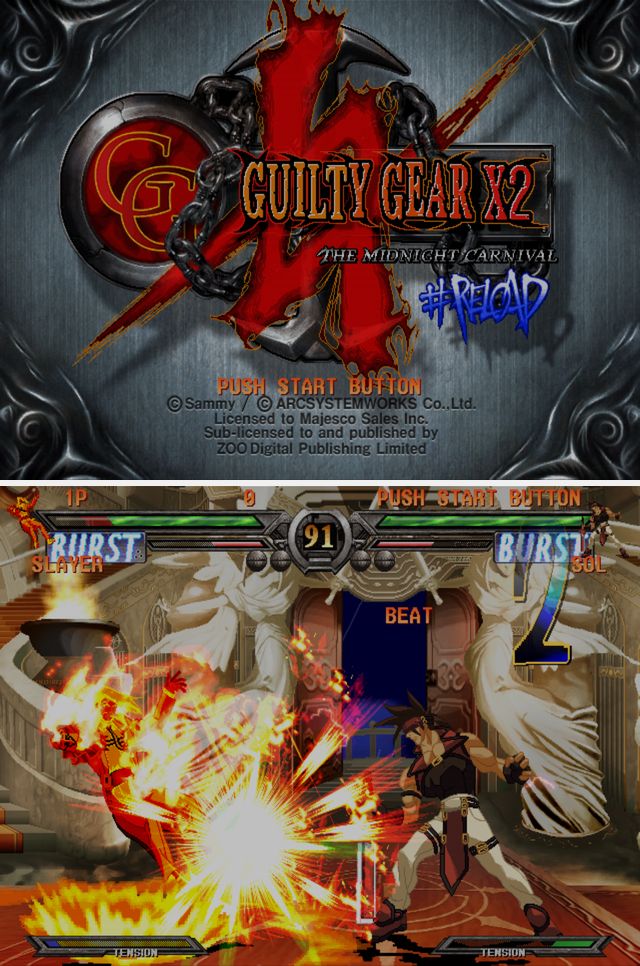 GG
GUILTY GEAR X2
THE MIDNIGHT CARNIVAL
#RELOAD
PUSH START BUTTON
© Sammy / © ARCSYSTEMWORKS Co.,Ltd.
Licensed to Majesco Sales Inc.
Sub-licensed to and published by
ZOO Digital Publishing Limited
1P 0 PUSH START BUTTON
91
BURST BURST
SLAYER SOL
2
BEAT
TENSION TENSION